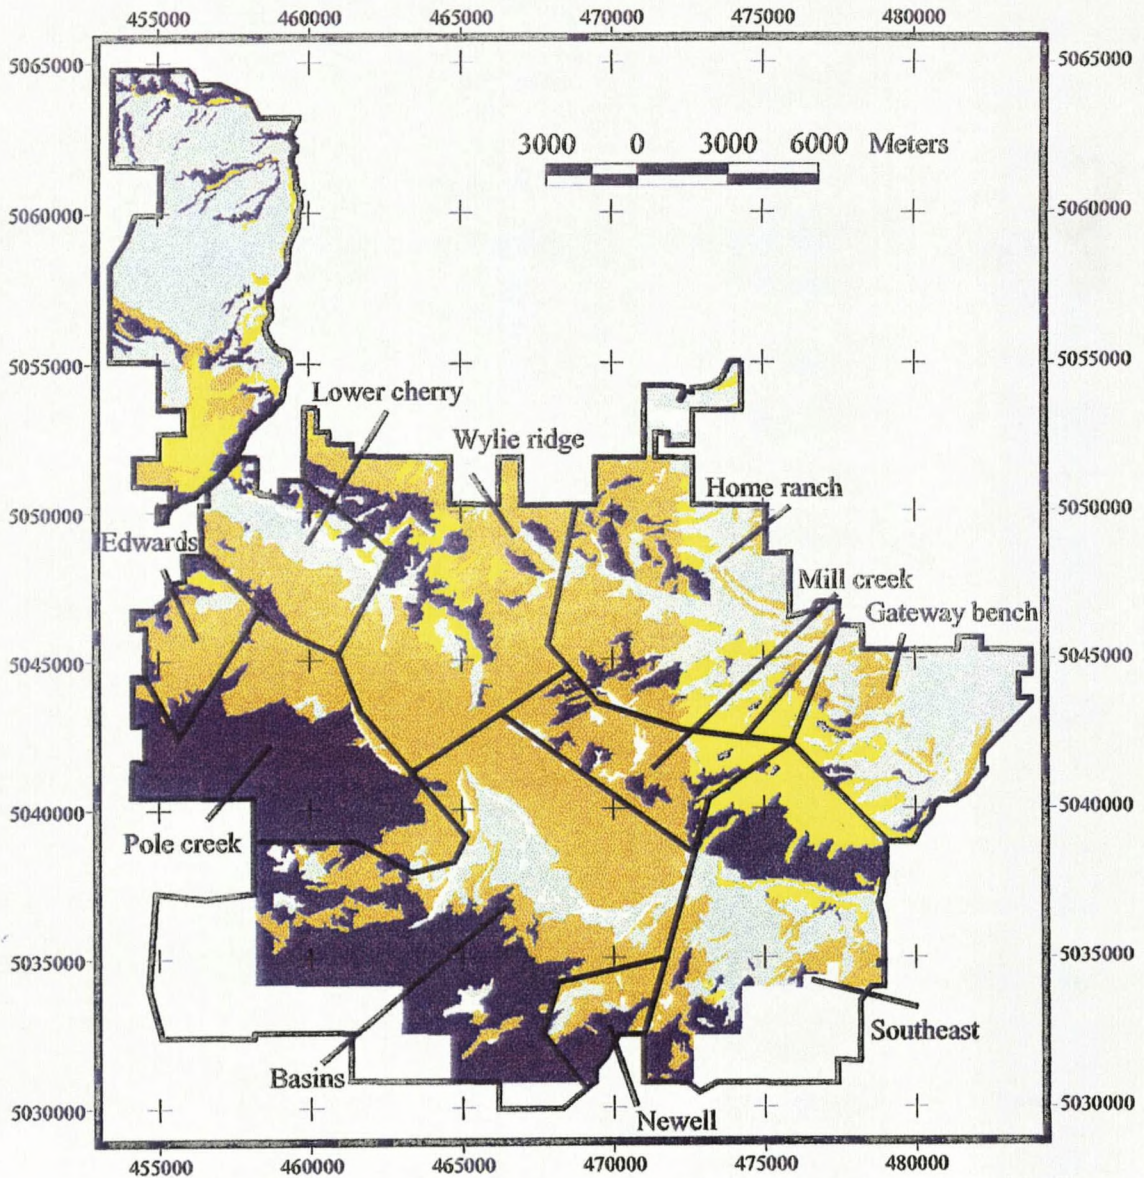 455000 460000 465000 470000 475000 480000
5065000 5065000
3000 0 3000 6000 Meters
5060000 5060000
5055000 5055000
Lower cherry
Wylie ridge
Home ranch
5050000 5050000
Edwards
Mill creek
Gateway bench
5045000 5045000
5040000 5040000
Pole creek
5035000 5035000
Southeast
Basins
5030000 5030000
Newell
455000 460000 465000 470000 475000 480000